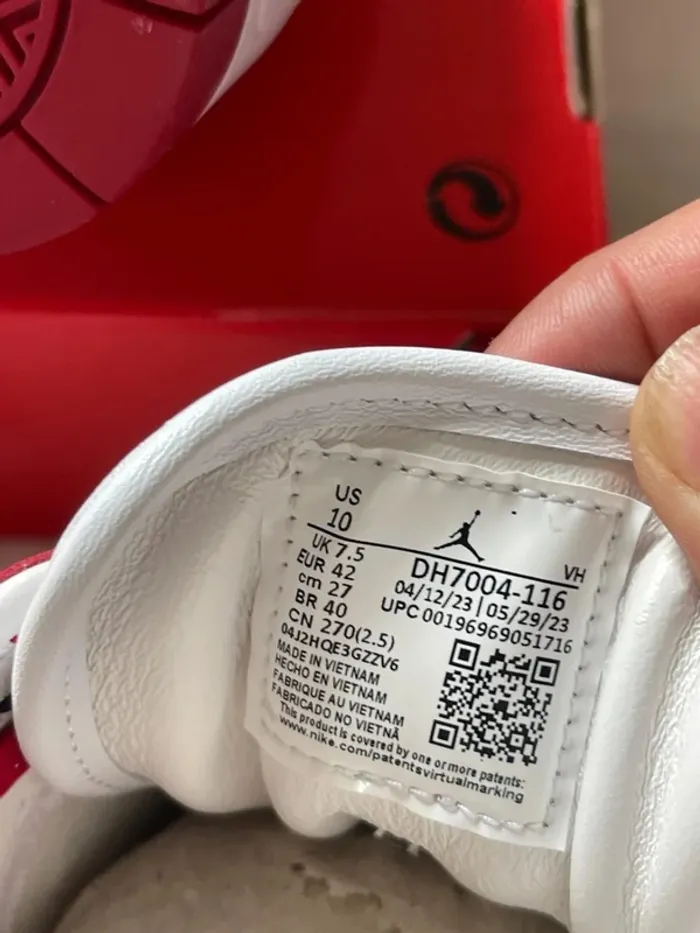 US
10
UK 7.5
EUR 42
cm 27
BR 40
CN 270(2.5)
04J2HQE3GZZV6
MADE IN VIETNAM
HECHO EN VIETNAM
FABRIQUE AU VIETNAM
FABRICADO NO VIETNÃ
VH
DH7004-116
04/12/23 | 05/29/23
UPC 00196969051716
This product is covered by one or more patents:
www.nike.com/patentsvirtualmarking